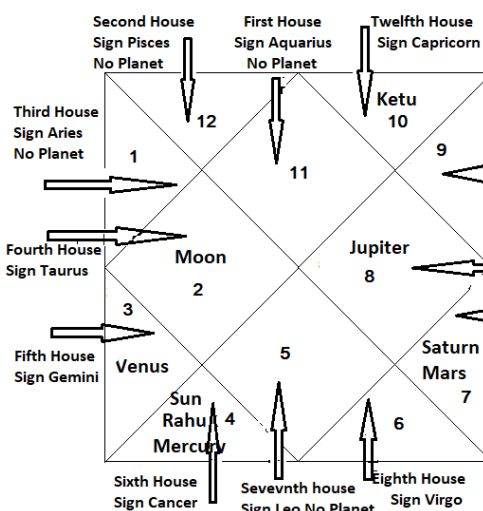 Second House
Sign Pisces
No Planet
First House
Sign Aquarius
No Planet
Twelfth House
Sign Capricorn
Third House
Sign Aries
No Planet
Ketu
12
10
1
9
11
Fourth House
Sign Taurus
Moon
2
Jupiter
8
3
Fifth House
Sign Gemini
Venus
5
Saturn
Mars
7
Sun
Rahu
Mercury
4
6
Sixth House
Sign Cancer
Sevevnth house
Sign Leo No Planet
Eighth House
Sign Virgo